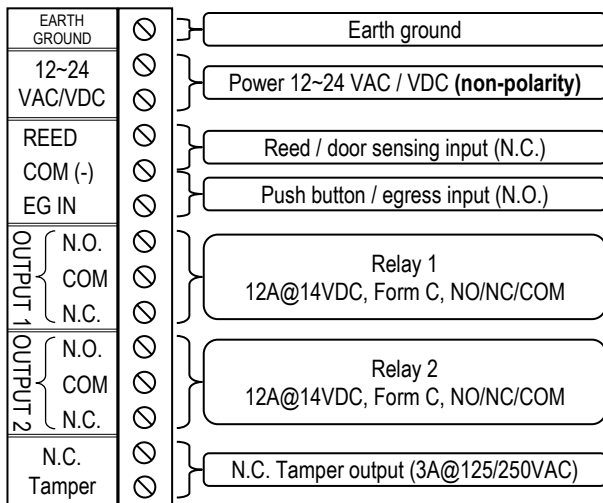 EARTH
GROUND
Earth ground
12~24
VAC/VDC
Power 12~24 VAC / VDC (non-polarity)
REED
COM (-)
EG IN
Reed / door sensing input (N.C.)
Push button / egress input (N.O.)
OUTPUT 1
N.O.
COM
N.C.
Relay 1
12A@14VDC, Form C, NO/NC/COM
OUTPUT 2
N.O.
COM
N.C.
Relay 2
12A@14VDC, Form C, NO/NC/COM
N.C.
Tamper
N.C. Tamper output (3A@125/250VAC)